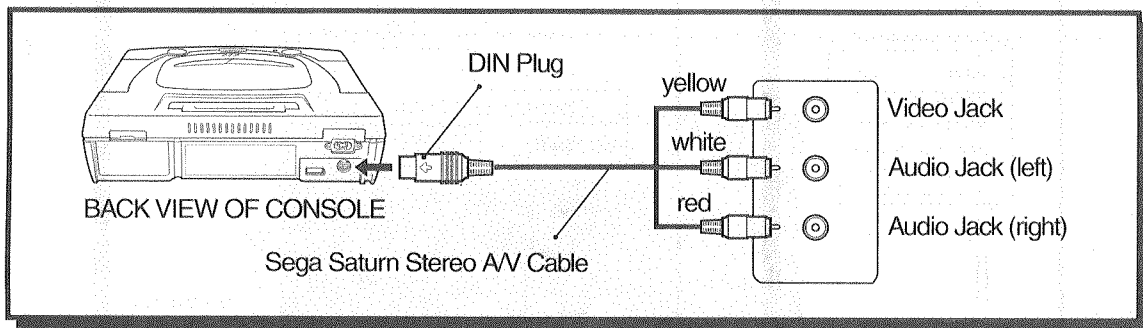 DIN Plug
yellow
Video Jack
white
Audio Jack (left)
BACK VIEW OF CONSOLE
red
Audio Jack (right)
Sega Saturn Stereo A/V Cable